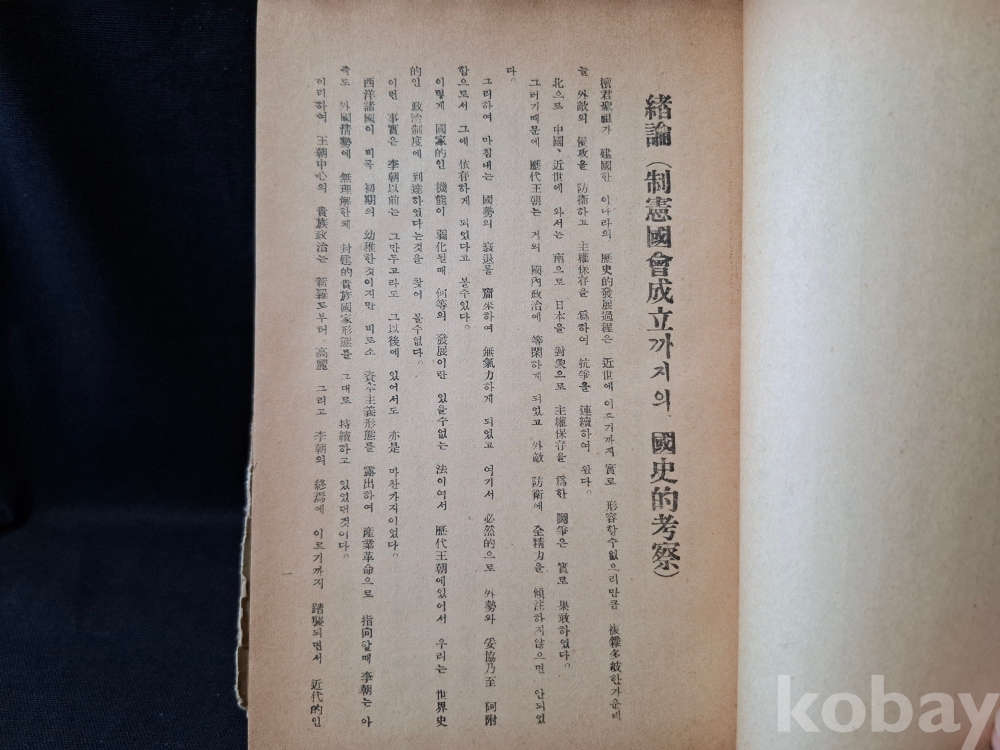 緖論(制憲國會成立까지의 國史的考察)
檀君聖祖가 建國한 이나라의 歷史的發展過程은 近世에 이르기까지 實로 形容할수없으리만큼 複雜多岐한가운데
늘 外敵의 侵攻을 防衛하고 主權保存을 爲하여 抗爭을 連續하여 왔다。
北으로 中國、近世에 와서는 南으로 日本을 對象으로 主權保存을 爲한 鬪爭은 實로 果敢하였다。
그러기때문에 歷代王朝는 거의 國內政治에 等閑하게 되었고 外敵 防衛에 全精力을 傾注하지않으면 안되었
다。
그리하여 마침내는 國勢의 衰退를 齎來하여 無氣力하게 되었고 여기서 必然的으로 外勢와 妥協乃至 阿附
함으로서 그에 依存하게 되었다고 볼수있다。
이렇게 國家的인 機能이 弱化될때 何等의 發展이란 있을수없는 法이여서 歷代王朝에있어서 우리는 世界史
的인 政治制度에 到達하였다는것을 찾어 볼수없다。
이런 事實은 李朝以前는 그만두고라도 그以後에 있어서도 亦是 마찬가지이었다。
西洋諸國이 비록 初期의 幼稚한것이지만 비로소 資本主義形態를 露出하여 產業革命으로 指向할때 李朝는 아
즉도 外國情勢에 無理解한체 封建的貴族國家形態를 그대로 持續하고 있었던것이다。
이리하여 王朝中心의 貴族政治는 新羅로부터 高麗 그리고 李朝의 終焉에 이르기까지 踏襲되면서 近代的인
一
kobay